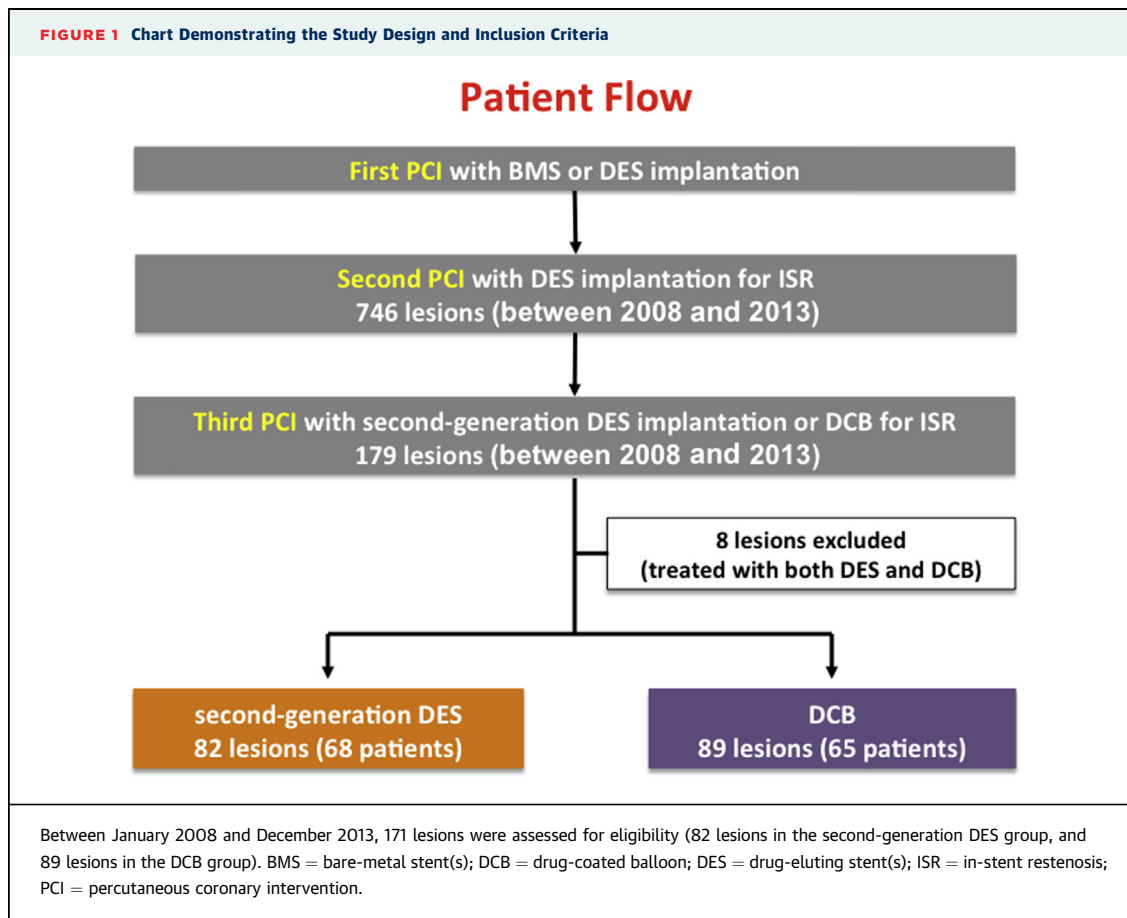 FIGURE 1 Chart Demonstrating the Study Design and Inclusion Criteria
Patient Flow
First PCI with BMS or DES implantation
Second PCI with DES implantation for ISR
746 lesions (between 2008 and 2013)
Third PCI with second-generation DES implantation or DCB for ISR
179 lesions (between 2008 and 2013)
8 lesions excluded
(treated with both DES and DCB)
second-generation DES
82 lesions (68 patients)
DCB
89 lesions (65 patients)
Between January 2008 and December 2013, 171 lesions were assessed for eligibility (82 lesions in the second-generation DES group, and
89 lesions in the DCB group). BMS = bare-metal stent(s); DCB = drug-coated balloon; DES = drug-eluting stent(s); ISR = in-stent restenosis;
PCI = percutaneous coronary intervention.